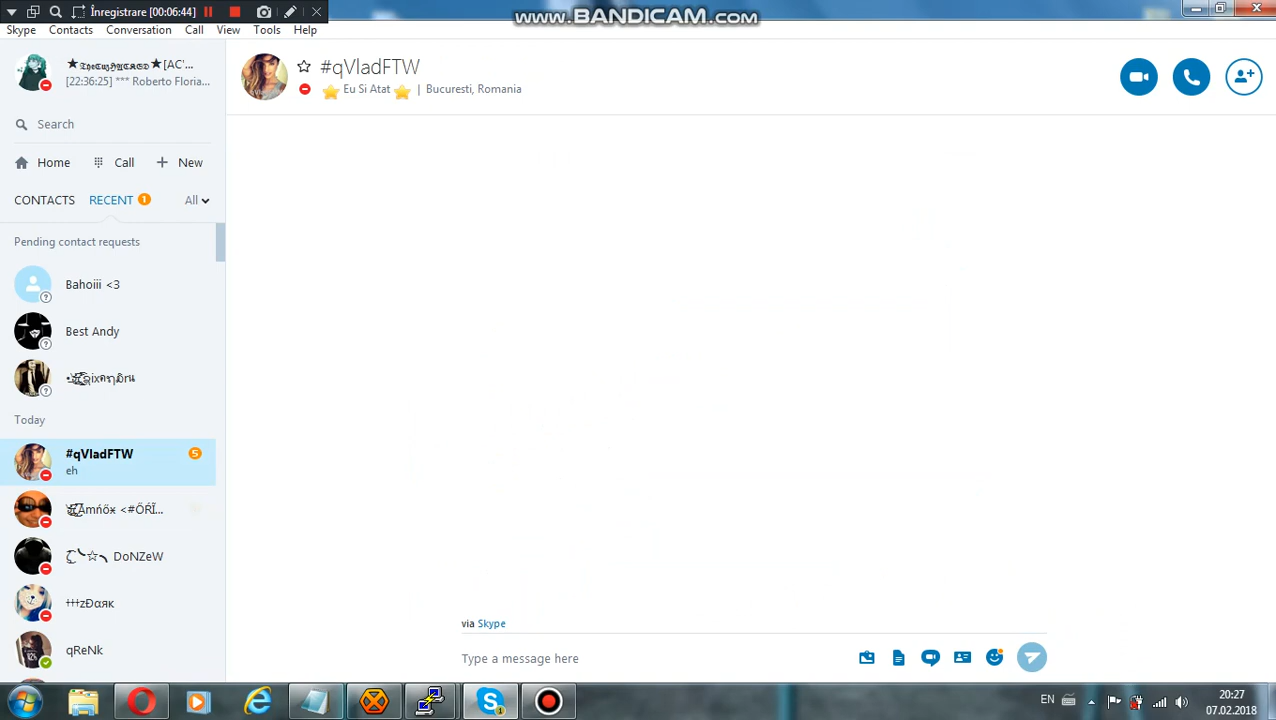 Înregistrare [00:06:44]
www.BANDICAM.com
Skype Contacts Conversation Call View Tools Help
[22:36:25] *** Roberto Floria...
#qVladFTW
Eu Si Atat | Bucuresti, Romania
Search
Home Call New
CONTACTS RECENT 1 All
Pending contact requests
Bahoiii <3
Best Andy
Today
#qVladFTW 5
eh
DoNZeW
qReNk
via Skype
Type a message here
EN
20:27
07.02.2018